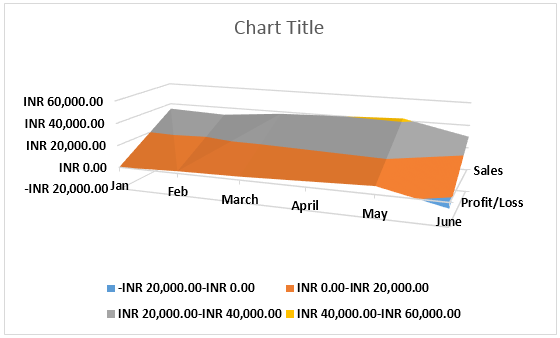 Chart Title
INR 60,000.00
INR 40,000.00
INR 20,000.00
INR 0.00
-INR 20,000.00
Jan
Feb
March
April
May
June
Sales
Profit/Loss
-INR 20,000.00-INR 0.00
INR 0.00-INR 20,000.00
INR 20,000.00-INR 40,000.00
INR 40,000.00-INR 60,000.00